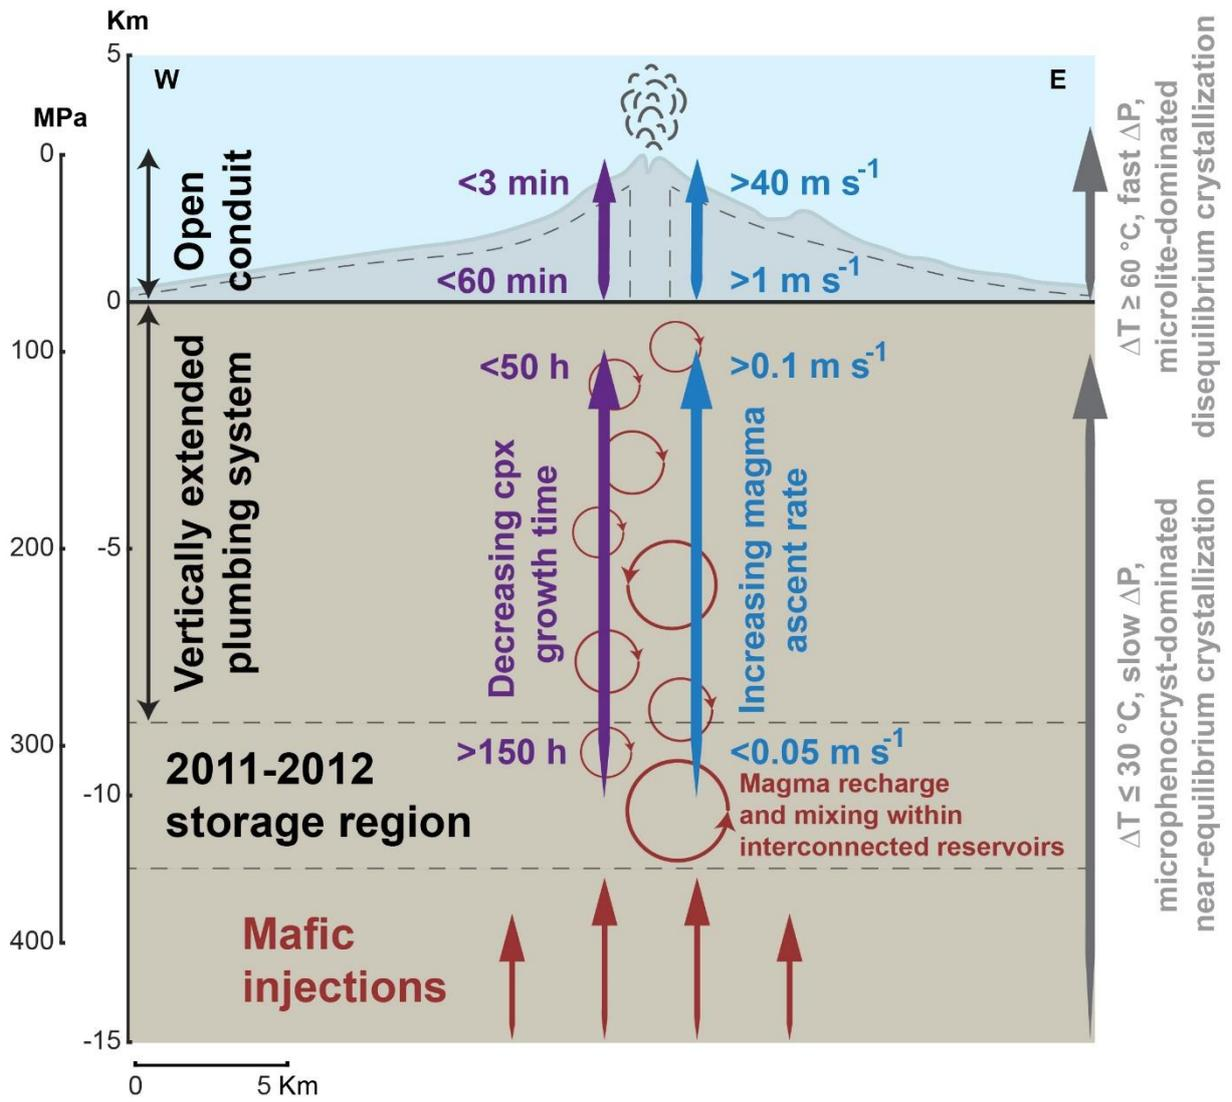 Km
5
W
E
MPa
0
Open
conduit
<3 min
>40 m s-1
<60 min
>1 m s-1
0
100
<50 h
>0.1 m s-1
Vertically extended
plumbing system
Decreasing cpx
growth time
Increasing magma
ascent rate
200
-5
300
>150 h
<0.05 m s-1
2011-2012
storage region
-10
Magma recharge
and mixing within
interconnected reservoirs
400
Mafic
injections
-15
0
5 Km
ΔT ≥ 60 °C, fast ΔP,
microlite-dominated
disequilibrium crystallization
ΔT ≤ 30 °C, slow ΔP,
microphenocryst-dominated
near-equilibrium crystallization